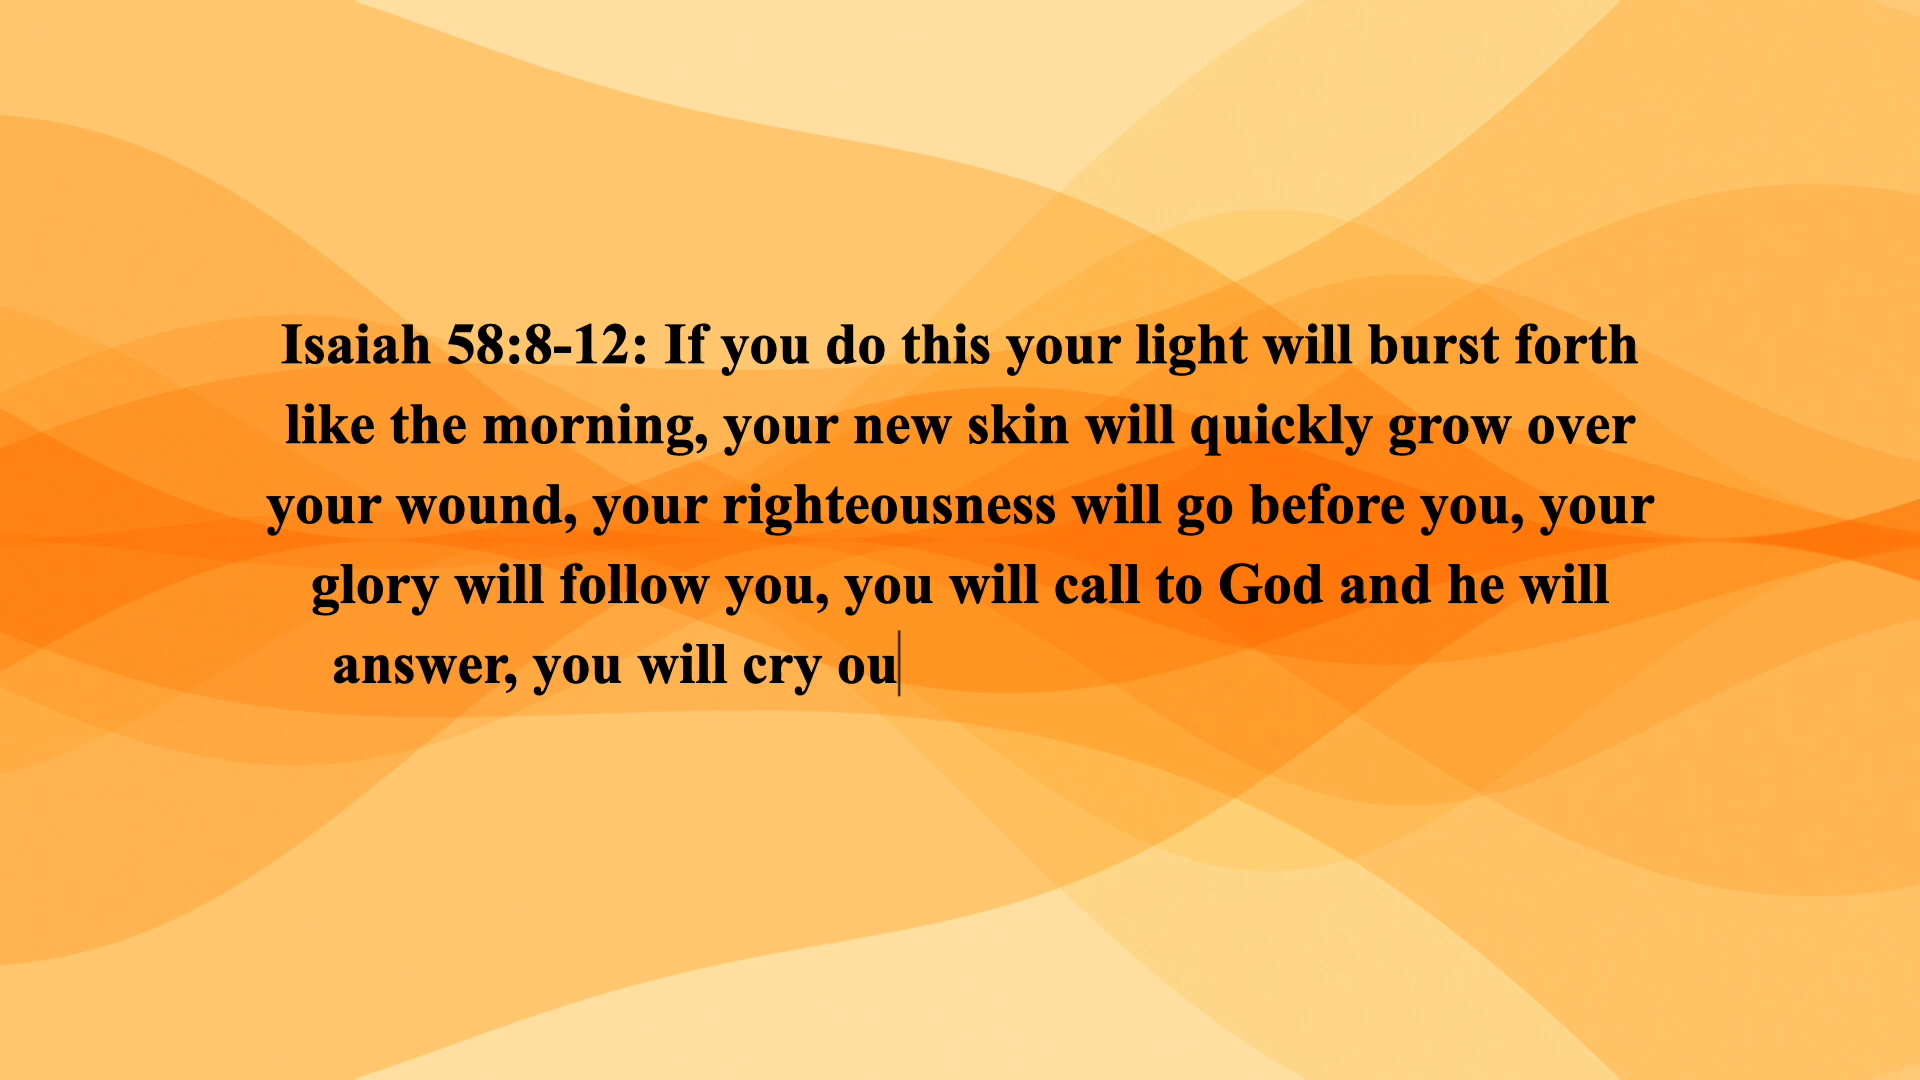 Isaiah 58:8-12: If you do this your light will burst forth
like the morning, your new skin will quickly grow over
your wound, your righteousness will go before you, your
glory will follow you, you will call to God and he will
answer, you will cry ou